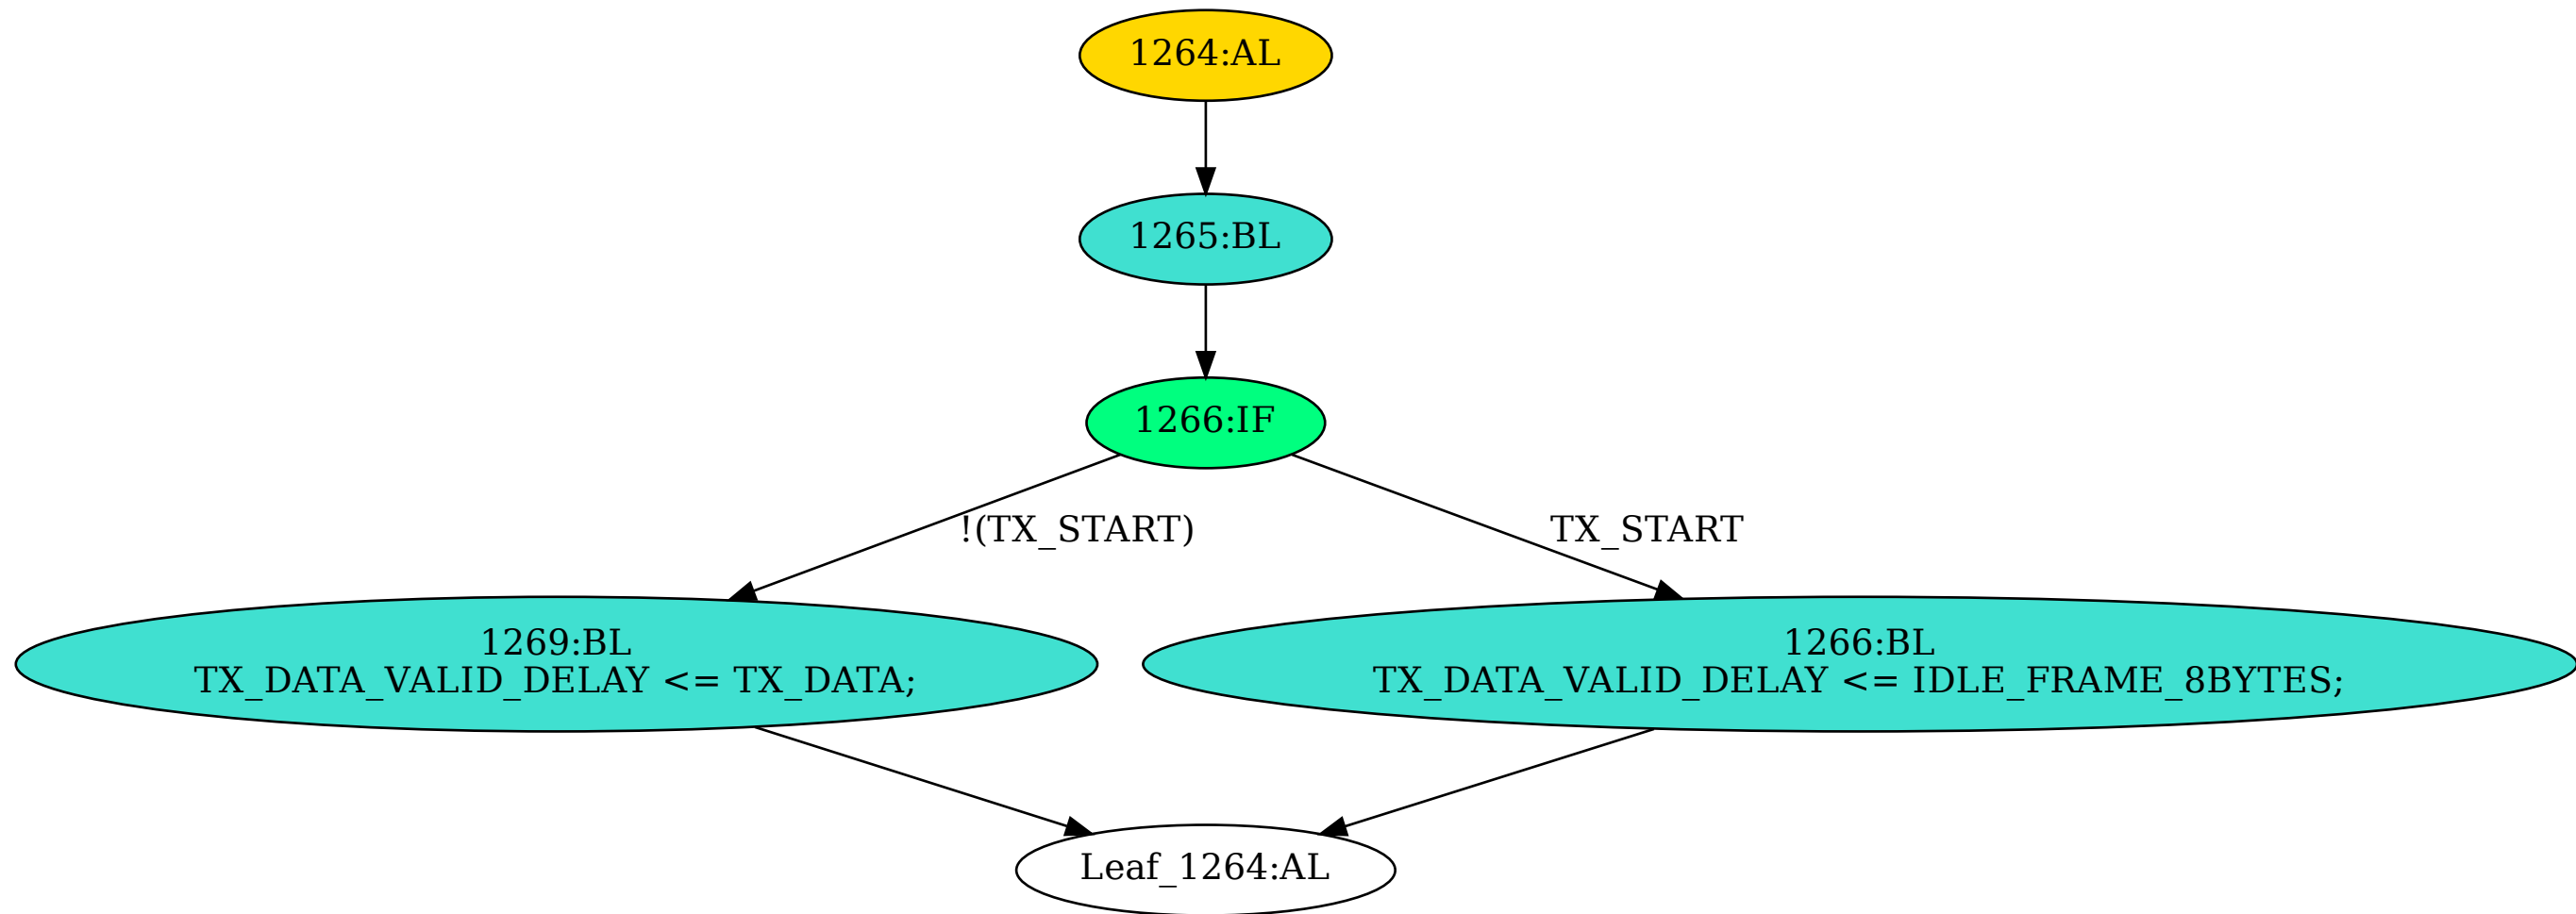 1264:AL
1265:BL
1266:IF
!(TX_START)
TX_START
1269:BL
TX_DATA_VALID_DELAY <= TX_DATA;
1266:BL
TX_DATA_VALID_DELAY <= IDLE_FRAME_8BYTES;
Leaf_1264:AL